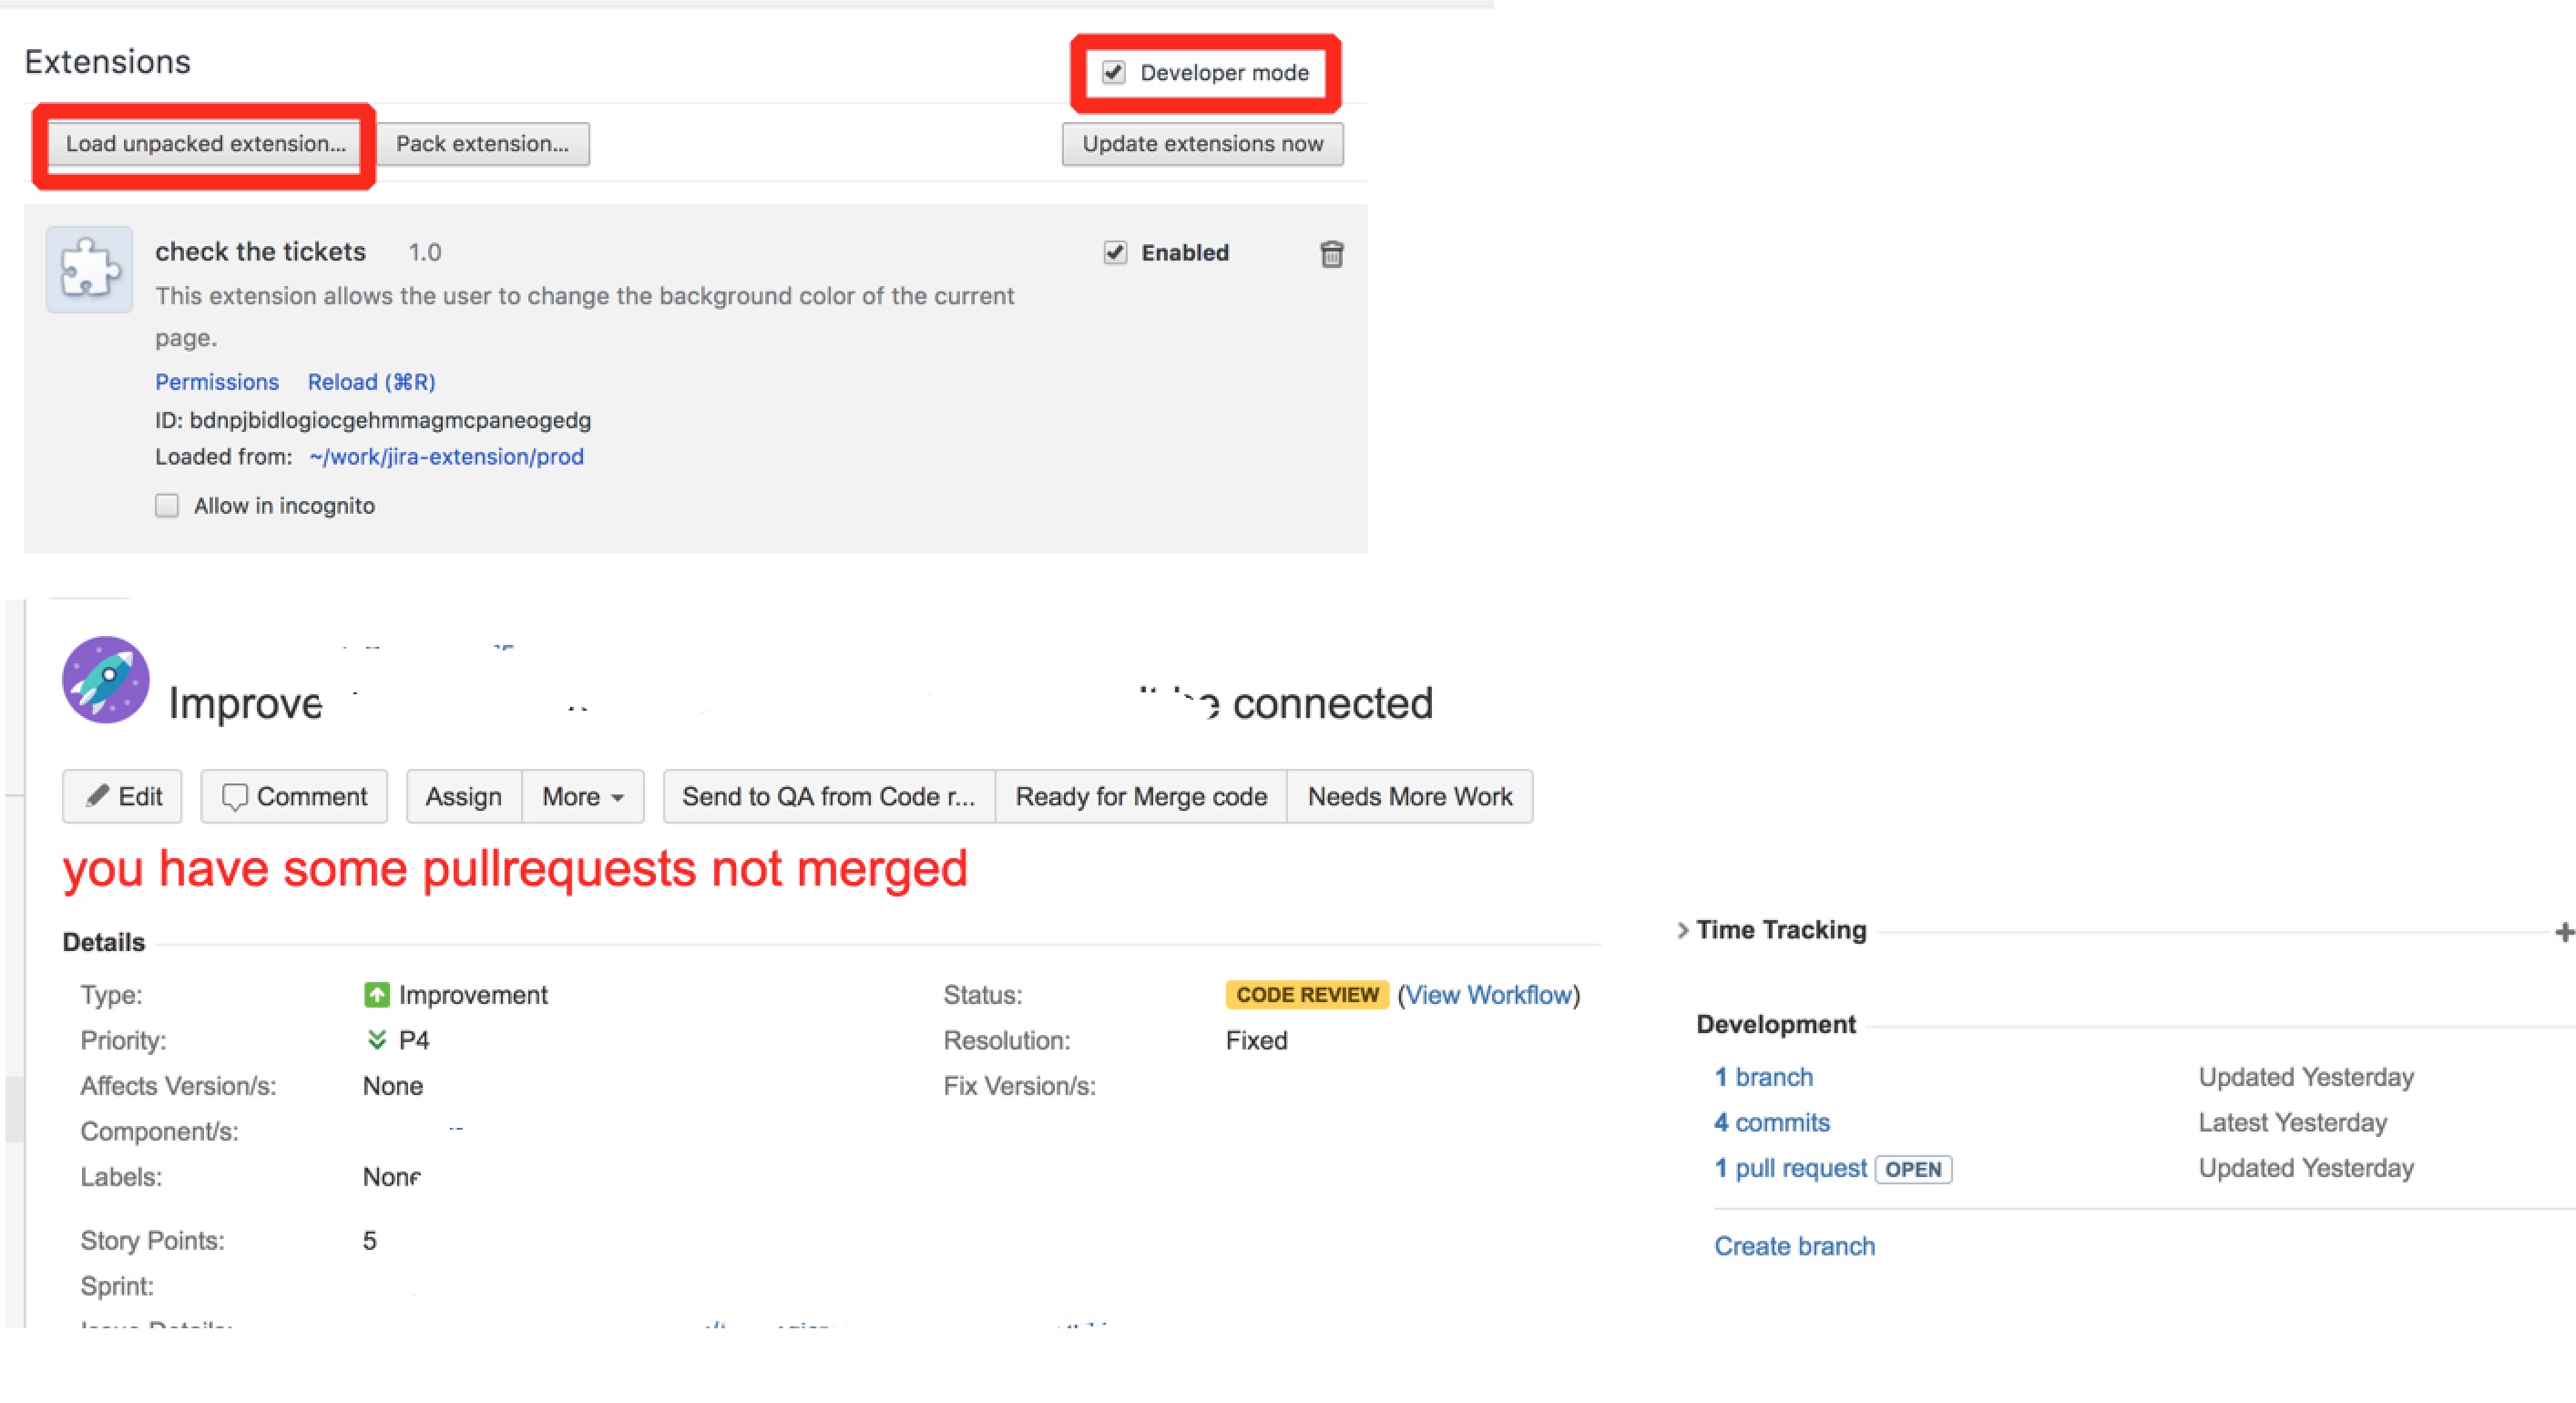 Extensions
Developer mode
Load unpacked extension...
Pack extension...
Update extensions now
check the tickets 1.0
Enabled
This extension allows the user to change the background color of the current
page.
Permissions Reload (⌘R)
ID: bdnpjbidlogiocgehmmagmcpaneogedg
Loaded from: ~/work/jira-extension/prod
Allow in incognito
Improve connected
Edit Comment Assign More Send to QA from Code r... Ready for Merge code Needs More Work
you have some pullrequests not merged
Details
Type: Improvement
Priority: P4
Affects Version/s: None
Component/s:
Labels: None
Story Points: 5
Sprint:
Status: CODE REVIEW (View Workflow)
Resolution: Fixed
Fix Version/s:
Time Tracking
Development
1 branch Updated Yesterday
4 commits Latest Yesterday
1 pull request OPEN Updated Yesterday
Create branch